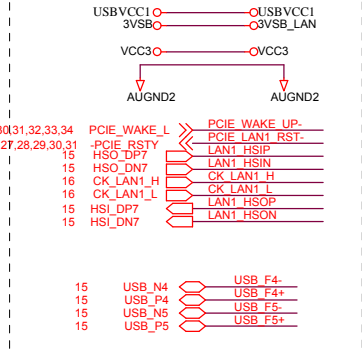 USBVCC1 USBVCC1
3VSB 3VSB_LAN
VCC3 VCC3
AUGND2 AUGND2
30,31,32,33,34 PCIE_WAKE_L PCIE_WAKE_UP-
27,28,29,30,31 -PCIE_RSTY PCIE_LAN1_RST-
15 HSO_DP7 LAN1_HSIP
15 HSO_DN7 LAN1_HSIN
16 CK_LAN1_H CK_LAN1_H
16 CK_LAN1_L CK_LAN1_L
15 HSI_DP7 LAN1_HSOP
15 HSI_DN7 LAN1_HSON
15 USB_N4 USB_F4-
15 USB_P4 USB_F4+
15 USB_N5 USB_F5-
15 USB_P5 USB_F5+